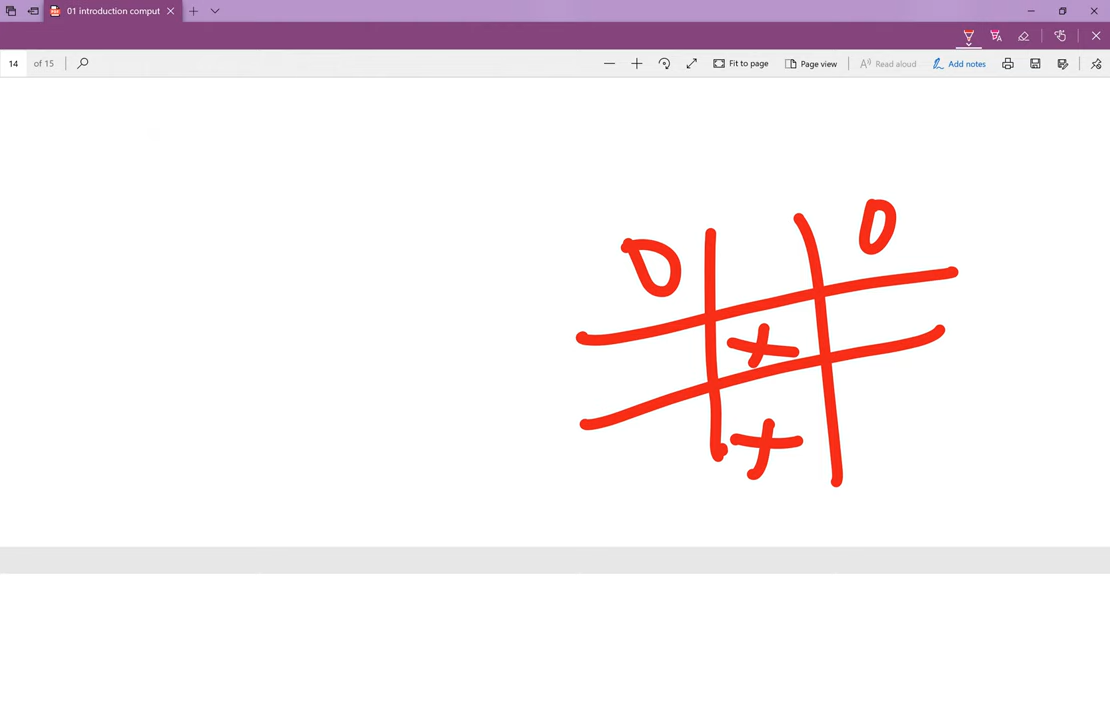 01 introduction comput
14 of 15 Fit to page Page view Read aloud Add notes
O O
X
X